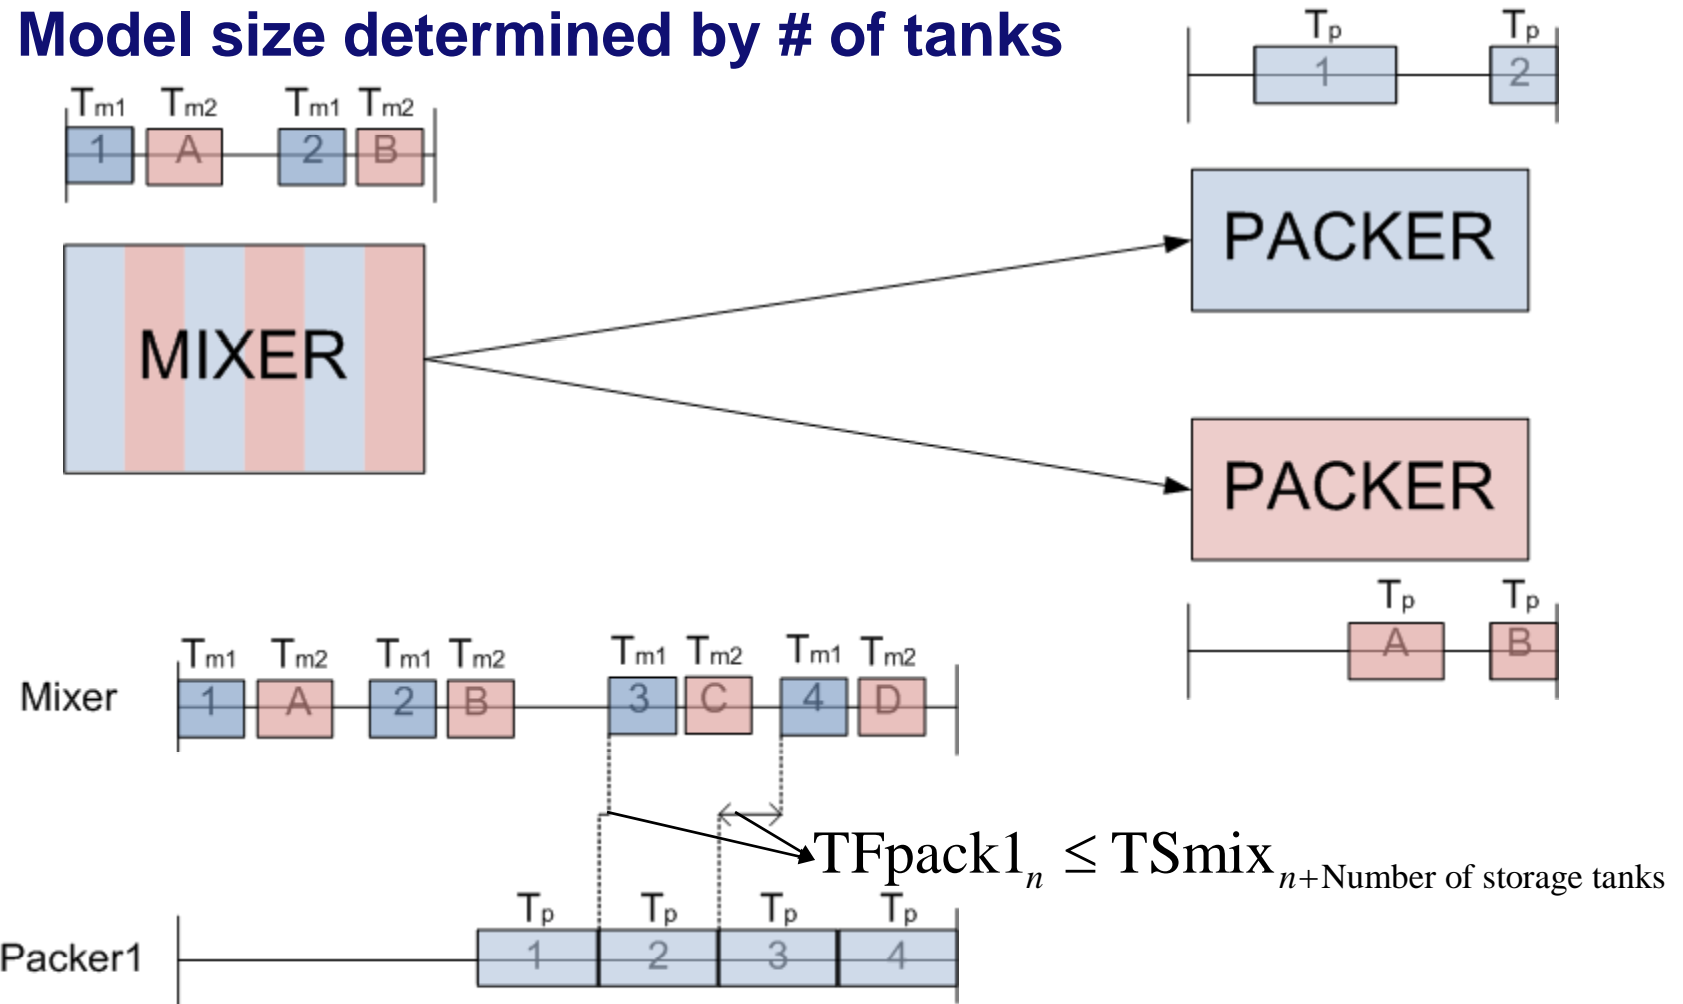 Model size determined by # of tanks
Tp Tp
1 2
Tm1 Tm2 Tm1 Tm2
1 A 2 B
PACKER
MIXER
PACKER
Tp Tp
A B
Tm1 Tm2 Tm1 Tm2 Tm1 Tm2 Tm1 Tm2
Mixer 1 A 2 B 3 C 4 D
TFpack1n ≤ TSmixn+Number of storage tanks
Tp Tp Tp Tp
Packer1 1 2 3 4